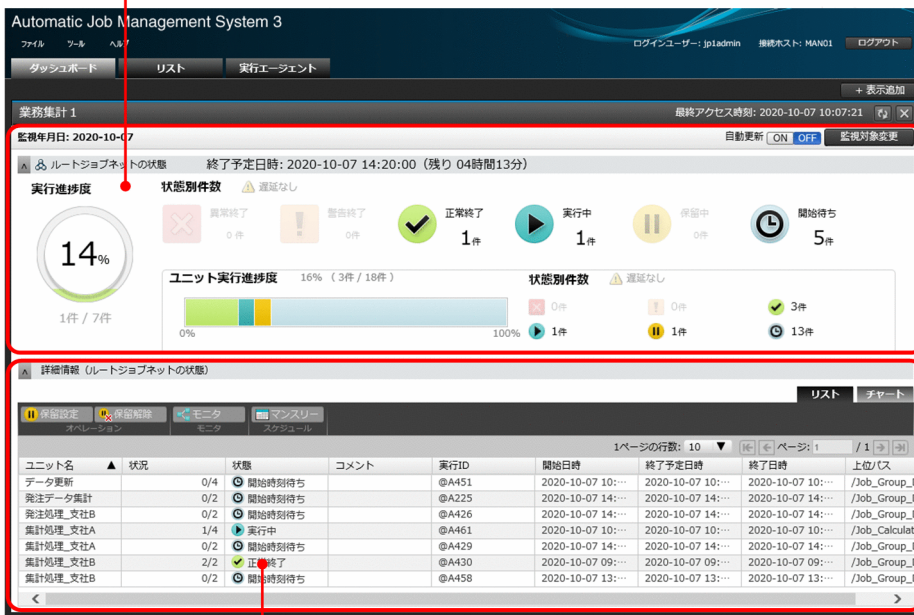 Automatic Job Management System 3
ファイル ツール ヘルプ ログインユーザー: jp1admin 接続ホスト: MAN01 ログアウト
ダッシュボード リスト 実行エージェント
+ 表示追加
業務集計1 最終アクセス時刻: 2020-10-07 10:07:21
監視年月日: 2020-10-07 自動更新 ON OFF 監視対象変更
ルートジョブネットの状態 終了予定日時: 2020-10-07 14:20:00（残り 04時間13分）
実行進捗度 状態別件数 遅延なし
異常終了 0件 警告終了 0件 正常終了 1件 実行中 1件 保留中 0件 開始待ち 5件
14%
1件 / 7件
ユニット実行進捗度 16% （3件 / 18件） 状態別件数 遅延なし
0件 0件 3件
0% 100% 1件 1件 13件
詳細情報（ルートジョブネットの状態）
リスト チャート
保留設定 保留解除 モニタ マンスリー
オペレーション モニタ スケジュール
1ページの行数: 10 ▼ ページ: 1 / 1
ユニット名 ▲ 状況 状態 コメント 実行ID 開始日時 終了予定日時 終了日時 上位パス
データ更新 0/4 開始時刻待ち @A451 2020-10-07 10:… 2020-10-07 10:… 2020-10-07 10:… /Job_Group_
発注データ集計 0/2 開始時刻待ち @A225 2020-10-07 14:… 2020-10-07 14:… 2020-10-07 14:… /Job_Group_
発注処理_支社B 0/2 開始時刻待ち @A426 2020-10-07 14:… 2020-10-07 14:… 2020-10-07 14:… /Job_Group_
集計処理_支社A 1/4 実行中 @A461 2020-10-07 10:… 2020-10-07 10:… 2020-10-07 10:… /Job_Calculat
集計処理_支社A 0/2 開始時刻待ち @A429 2020-10-07 14:… 2020-10-07 14:… 2020-10-07 14:… /Job_Group_
集計処理_支社B 2/2 正常終了 @A430 2020-10-07 09:… 2020-10-07 09:… 2020-10-07 09:… /Job_Group_
集計処理_支社B 0/2 開始時刻待ち @A458 2020-10-07 13:… 2020-10-07 13:… 2020-10-07 13:… /Job_Group_